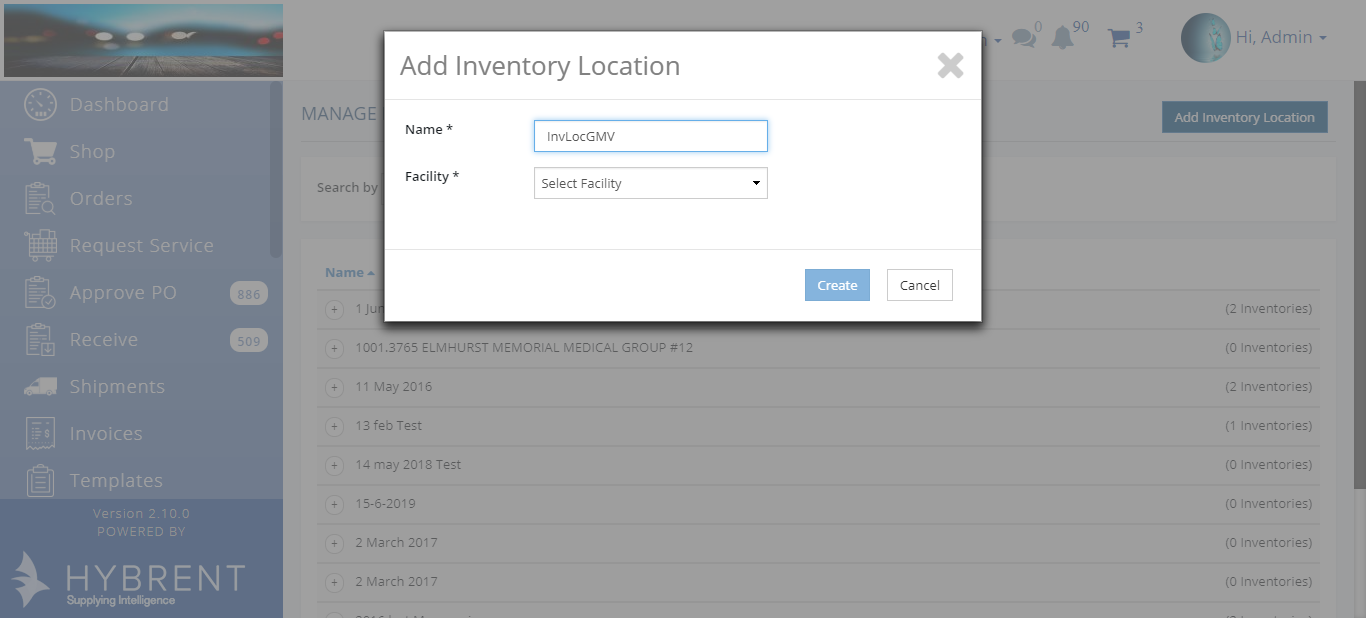 Add Inventory Location
0
90
3
Hi, Admin
Dashboard
Shop
Orders
Request Service
Approve PO 886
Receive 509
Shipments
Invoices
Templates
Version 2.10.0
POWERED BY
HYBRENT
Supplying Intelligence
MANAGE
Add Inventory Location
Name *
InvLocGMV
Facility *
Select Facility
Create
Cancel
Search by
Name
1 Jun (2 Inventories)
1001.3765 ELMHURST MEMORIAL MEDICAL GROUP #12 (0 Inventories)
11 May 2016 (2 Inventories)
13 feb Test (1 Inventories)
14 may 2018 Test (0 Inventories)
15-6-2019 (0 Inventories)
2 March 2017 (0 Inventories)
2 March 2017 (0 Inventories)